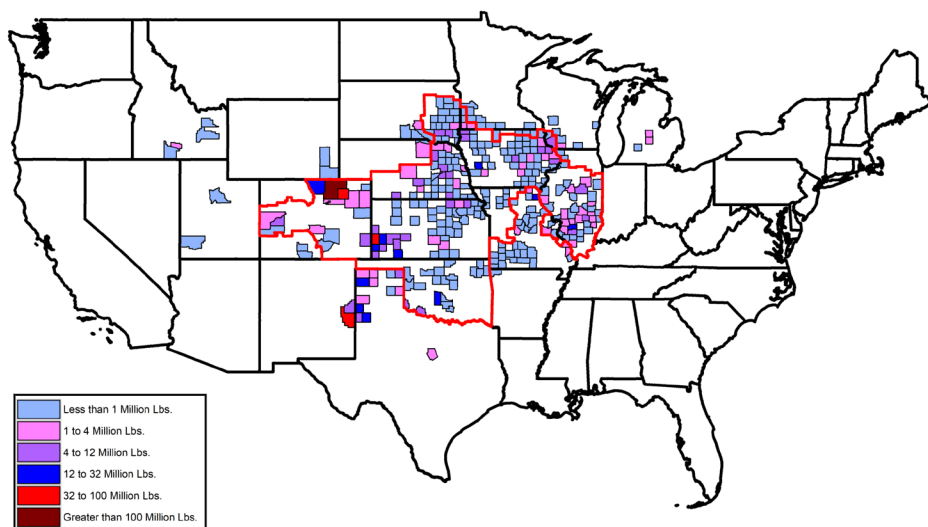 Less than 1 Million Lbs.
1 to 4 Million Lbs.
4 to 12 Million Lbs.
12 to 32 Million Lbs.
32 to 100 Million Lbs.
Greater than 100 Million Lbs.